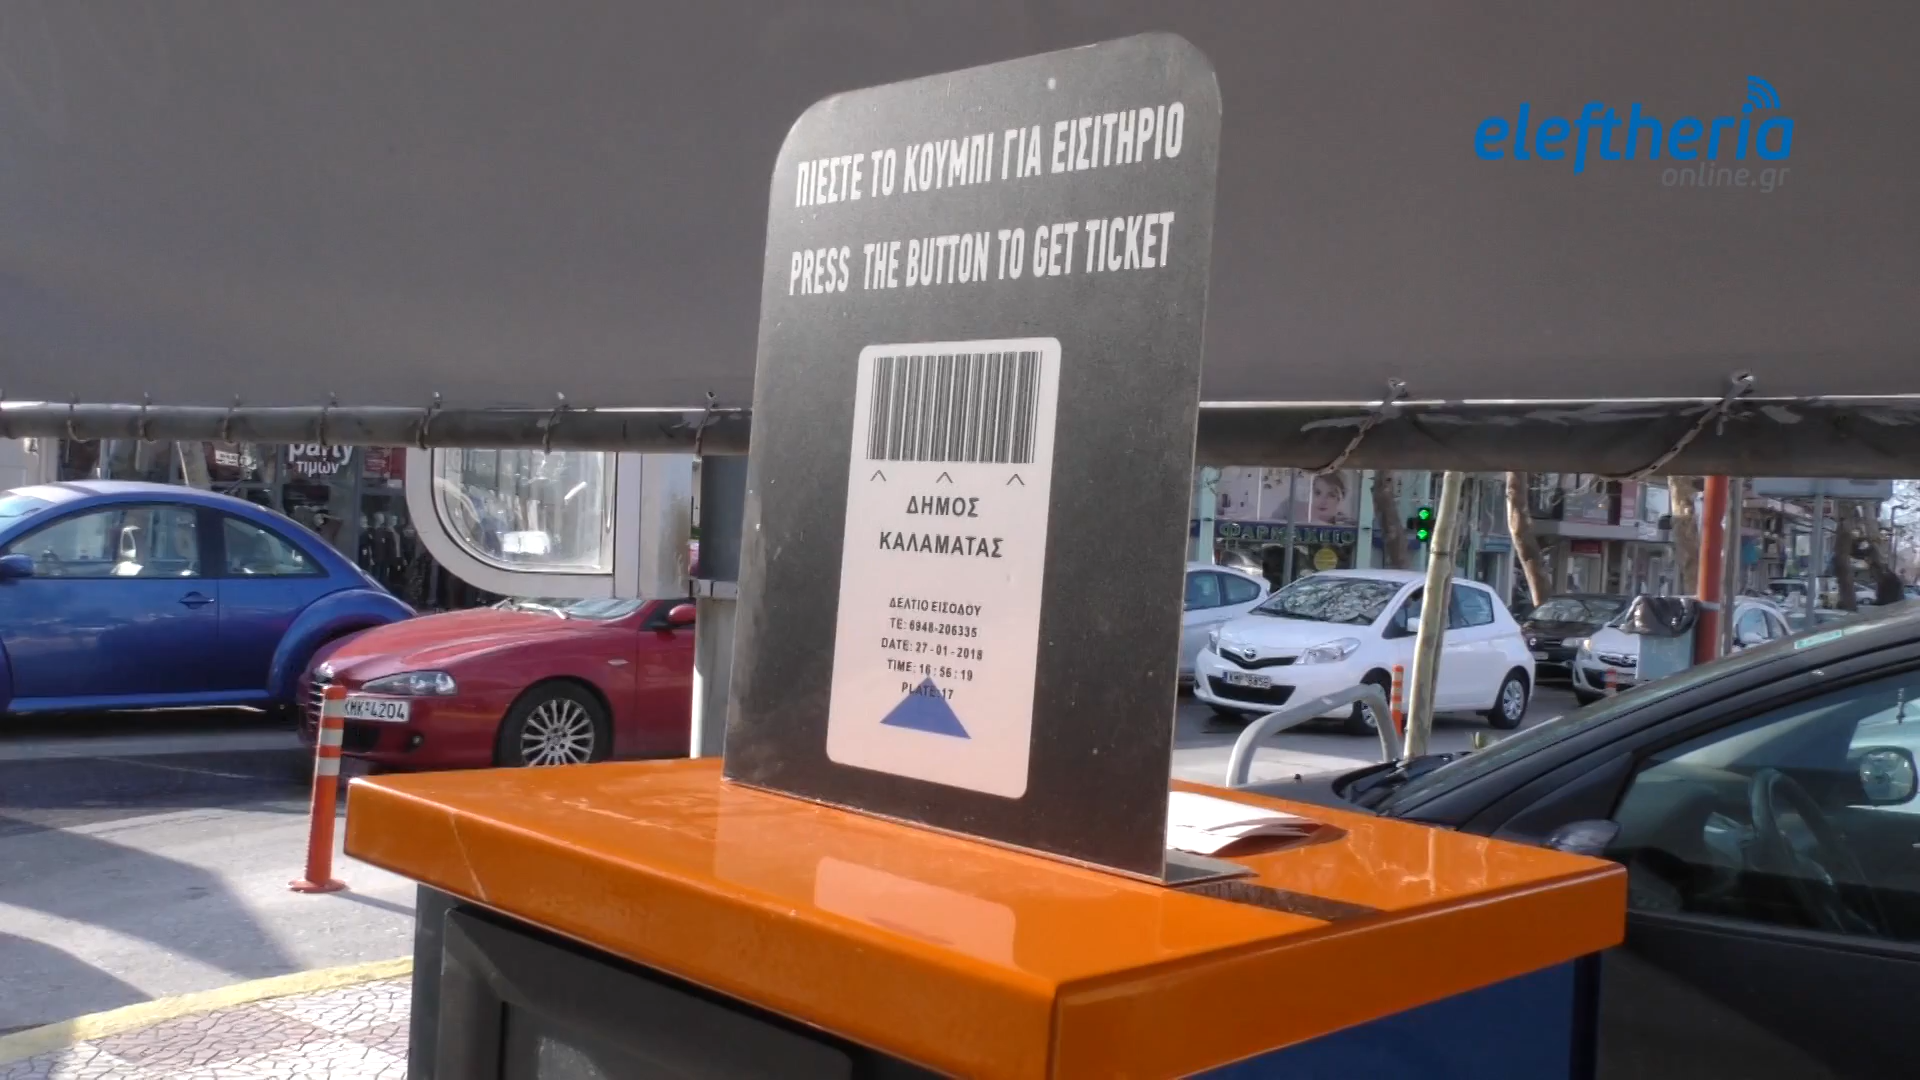 eleftheria
online.gr
ΠΙΕΣΤΕ ΤΟ ΚΟΥΜΠΙ ΓΙΑ ΕΙΣΙΤΗΡΙΟ
PRESS THE BUTTON TO GET TICKET
ΔΗΜΟΣ
ΚΑΛΑΜΑΤΑΣ
ΔΕΛΤΙΟ ΕΙΣΟΔΟΥ
ΤΕ: 6948-206335
DATE: 27-01-2018
TIME: 16:56:19
PLATE:17
party
τιμών
ΦΑΡΜΑΚΕΙΟ
KMK 4204